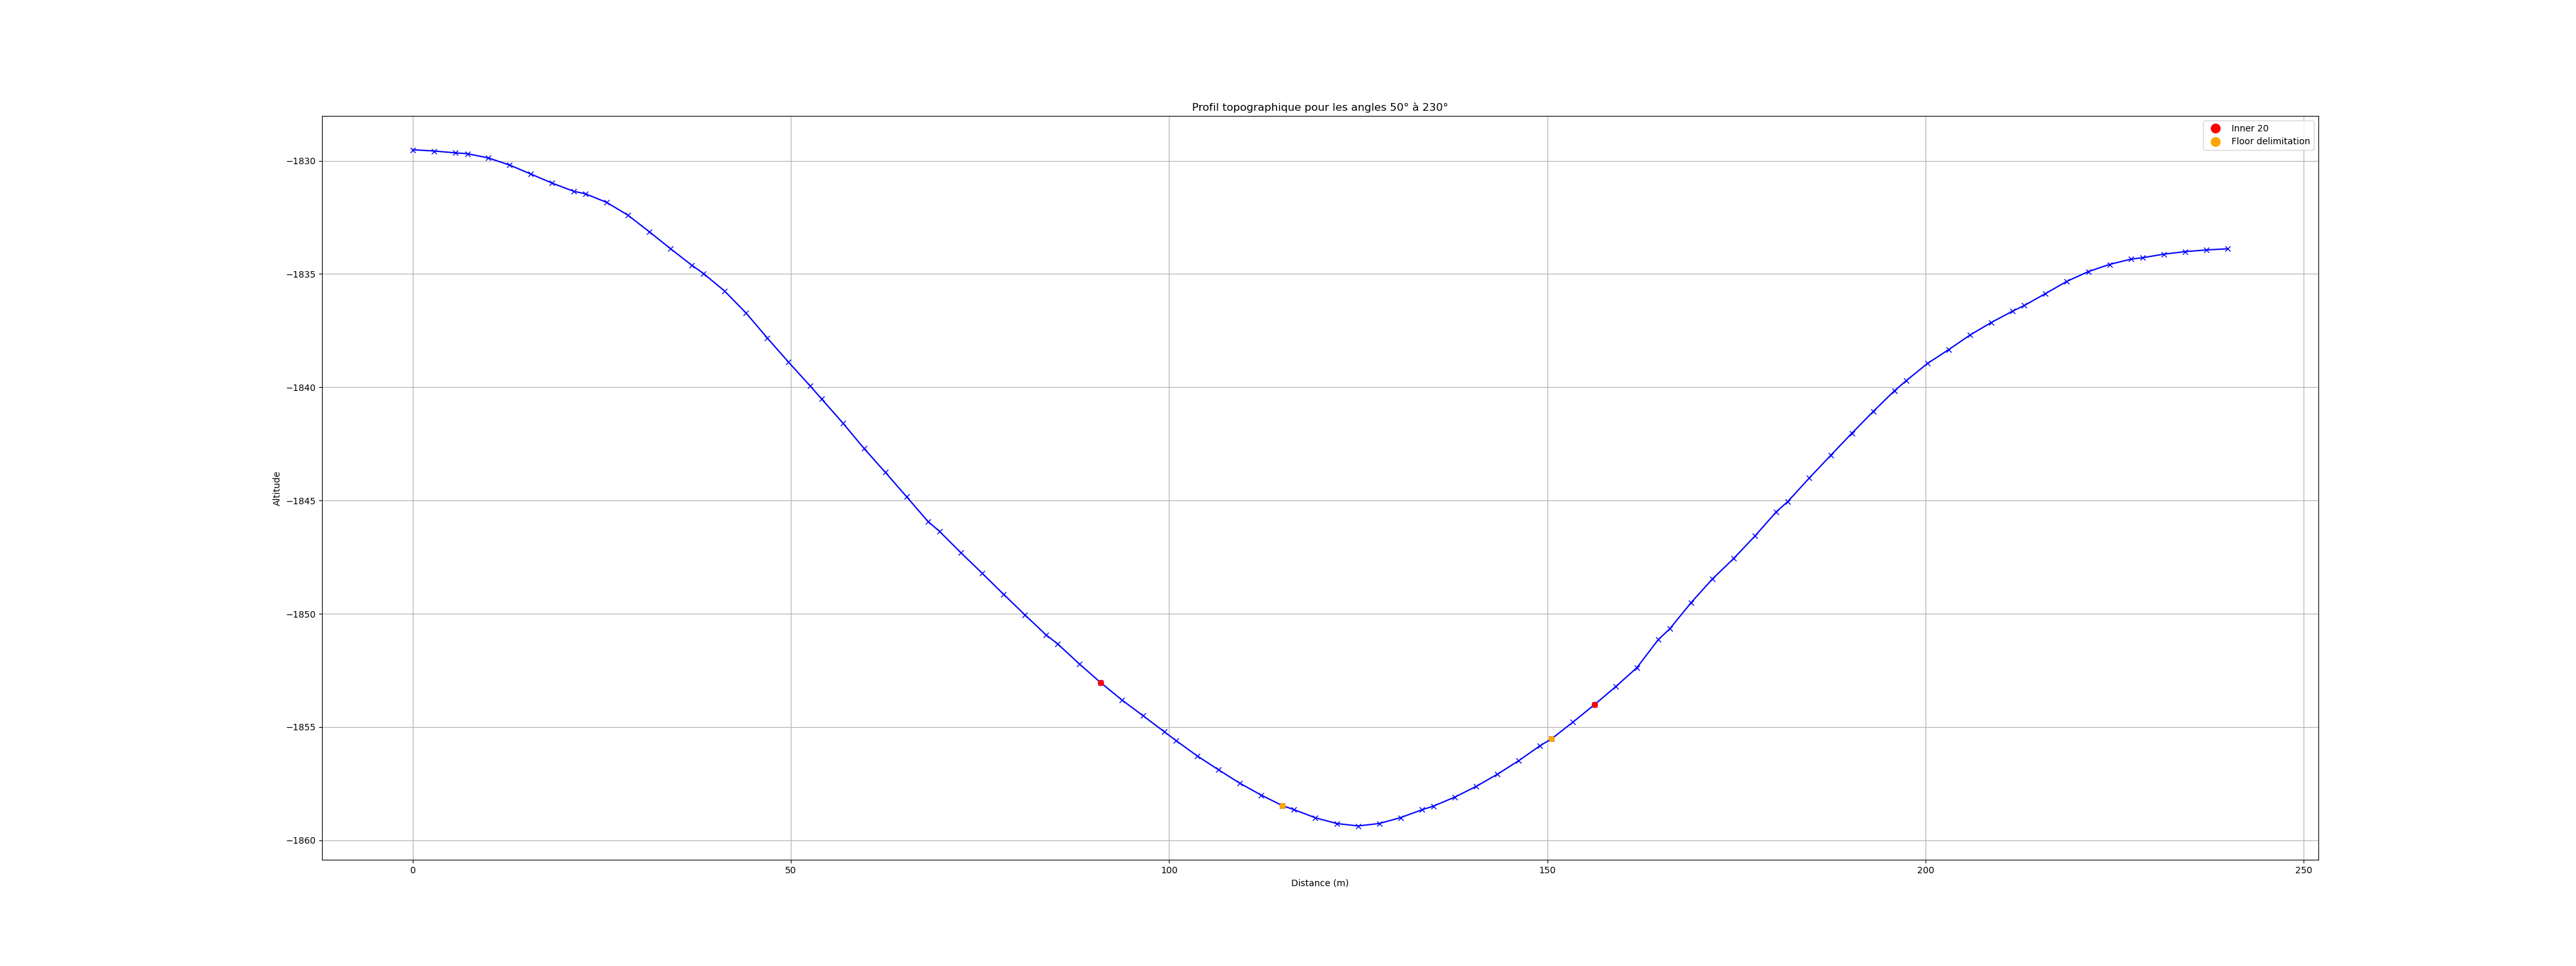 Profil topographique pour les angles 50° à 230°
Inner 20
Floor delimitation
Altitude
−1830
−1835
−1840
−1845
−1850
−1855
−1860
0 50 100 150 200 250
Distance (m)